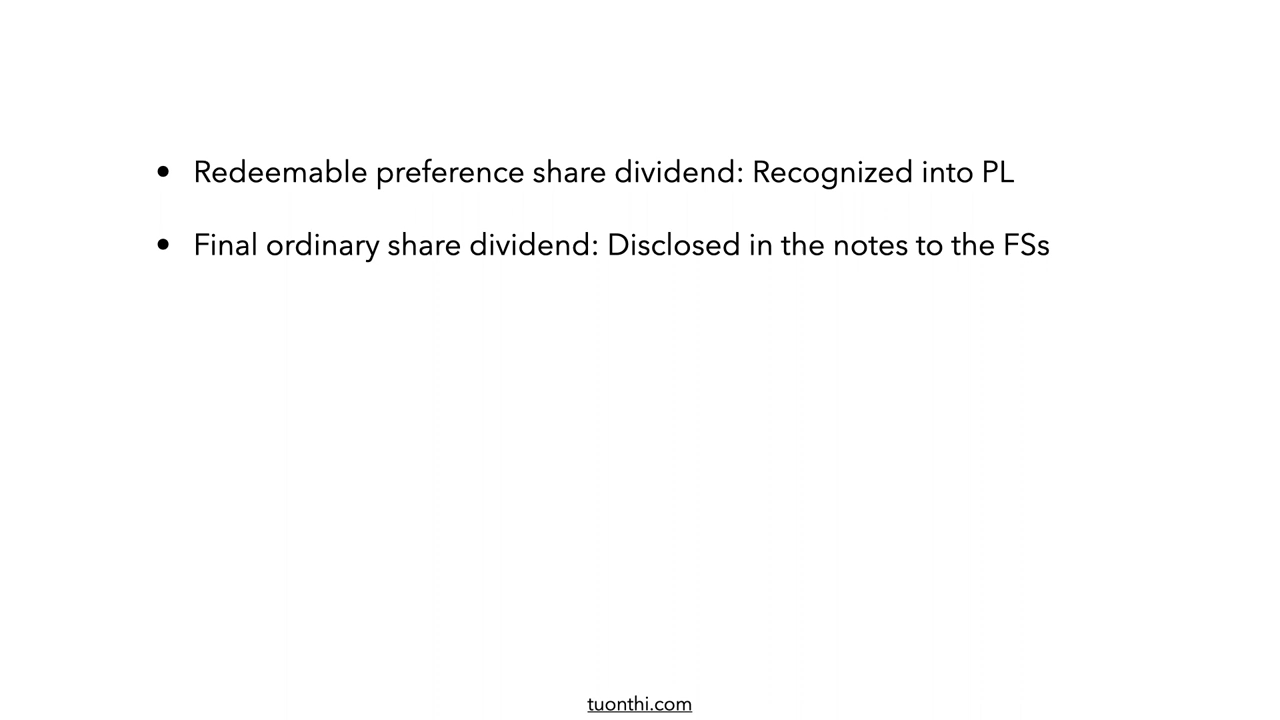 • Redeemable preference share dividend: Recognized into PL
• Final ordinary share dividend: Disclosed in the notes to the FSs
tuonthi.com